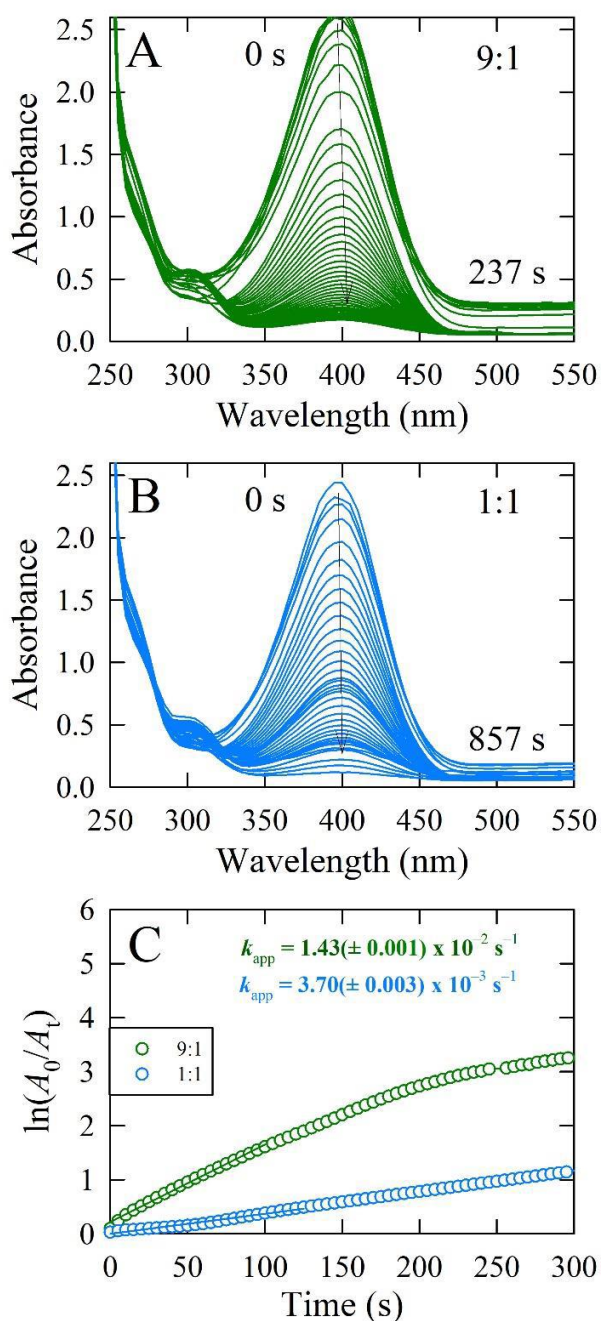 A
0 s
9:1
237 s
Absorbance
2.5
2.0
1.5
1.0
0.5
0.0
250 300 350 400 450 500 550
Wavelength (nm)
B
0 s
1:1
857 s
Absorbance
2.5
2.0
1.5
1.0
0.5
0.0
250 300 350 400 450 500 550
Wavelength (nm)
C
k_app = 1.43(± 0.001) x 10⁻² s⁻¹
k_app = 3.70(± 0.003) x 10⁻³ s⁻¹
9:1
1:1
ln(A₀/Aₜ)
6
5
4
3
2
1
0
0 50 100 150 200 250 300
Time (s)